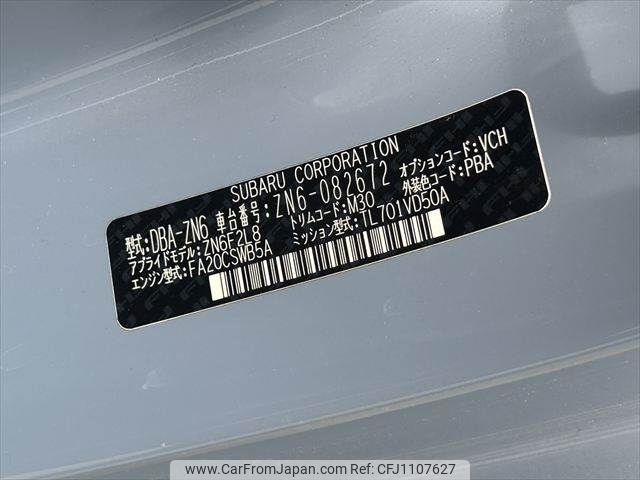 SUBARU CORPORATION
型式:DBA-ZN6 車台番号:ZN6-082672 オプションコード:VCH
アプライドモデル:ZN6F2L8 トリムコード:M30 外装色コード:PBA
エンジン型式:FA20CSWB5A ミッション型式:TL701VD50A
www.CarFromJapan.com | Ref. No: CFJ1107627